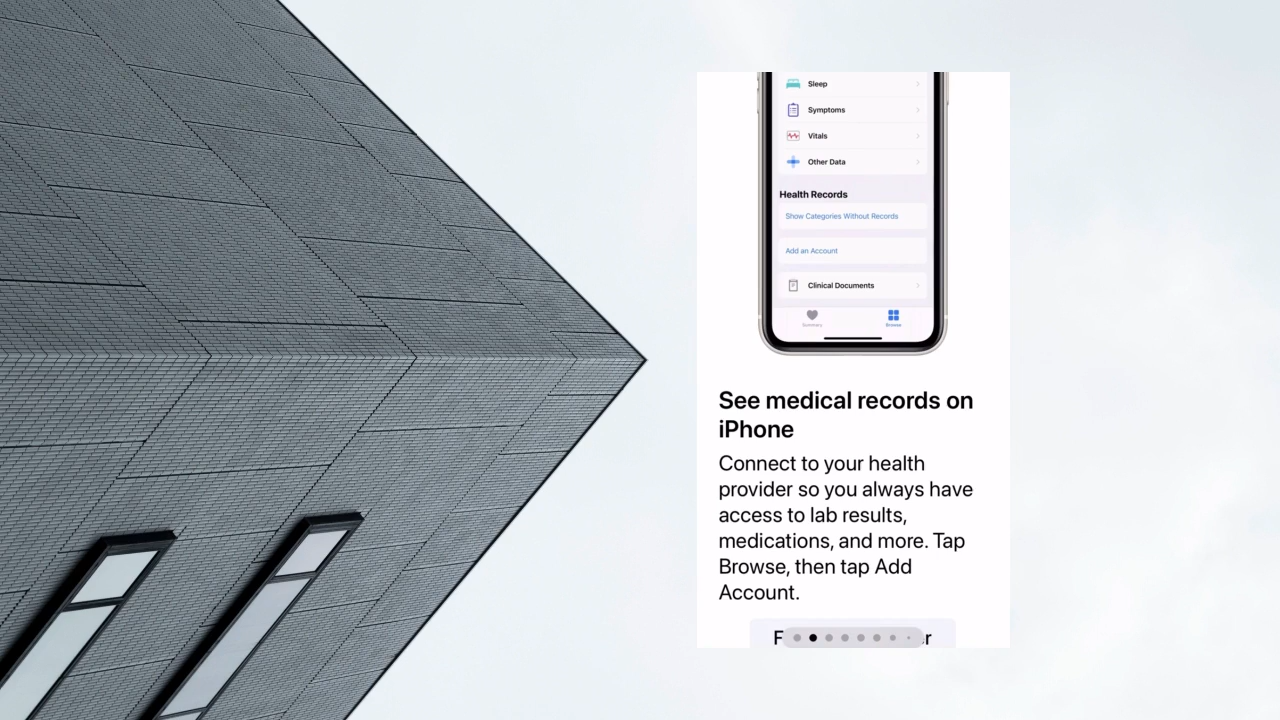 Sleep
Symptoms
Vitals
Other Data
Health Records
Show Categories Without Records
Add an Account
Clinical Documents
Summary
Browse
See medical records on
iPhone
Connect to your health
provider so you always have
access to lab results,
medications, and more. Tap
Browse, then tap Add
Account.